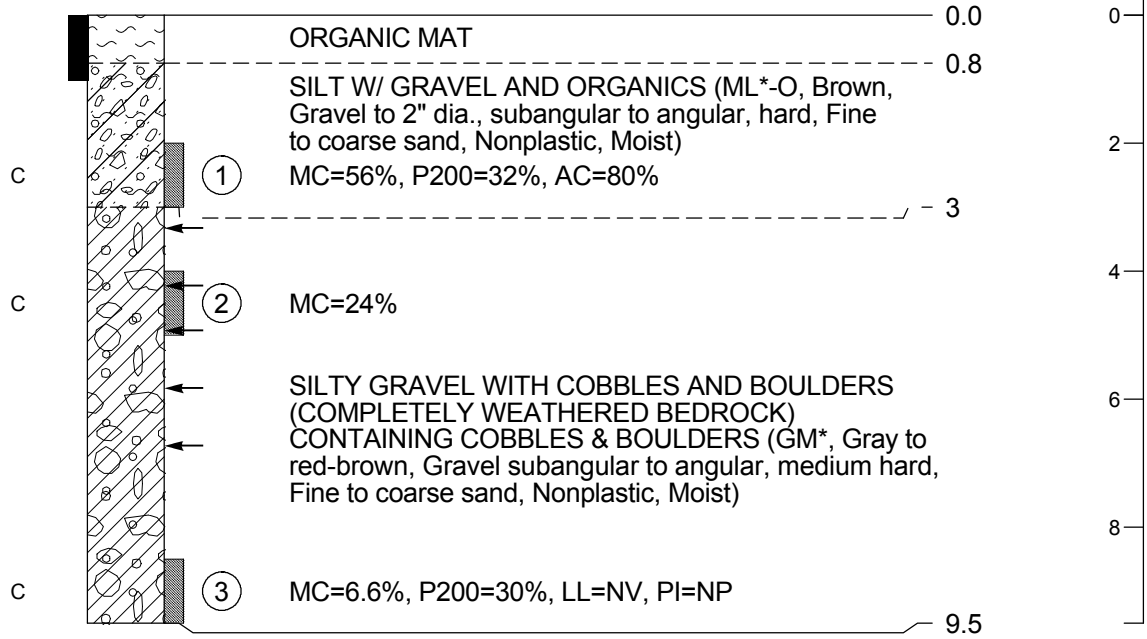 0.0 0
ORGANIC MAT
0.8
SILT W/ GRAVEL AND ORGANICS (ML*-O, Brown,
Gravel to 2" dia., subangular to angular, hard, Fine
to coarse sand, Nonplastic, Moist)
2
C 1 MC=56%, P200=32%, AC=80%
3
4
C 2 MC=24%
SILTY GRAVEL WITH COBBLES AND BOULDERS
6
(COMPLETELY WEATHERED BEDROCK)
CONTAINING COBBLES & BOULDERS (GM*, Gray to
red-brown, Gravel subangular to angular, medium hard,
Fine to coarse sand, Nonplastic, Moist)
8
C 3 MC=6.6%, P200=30%, LL=NV, PI=NP
9.5